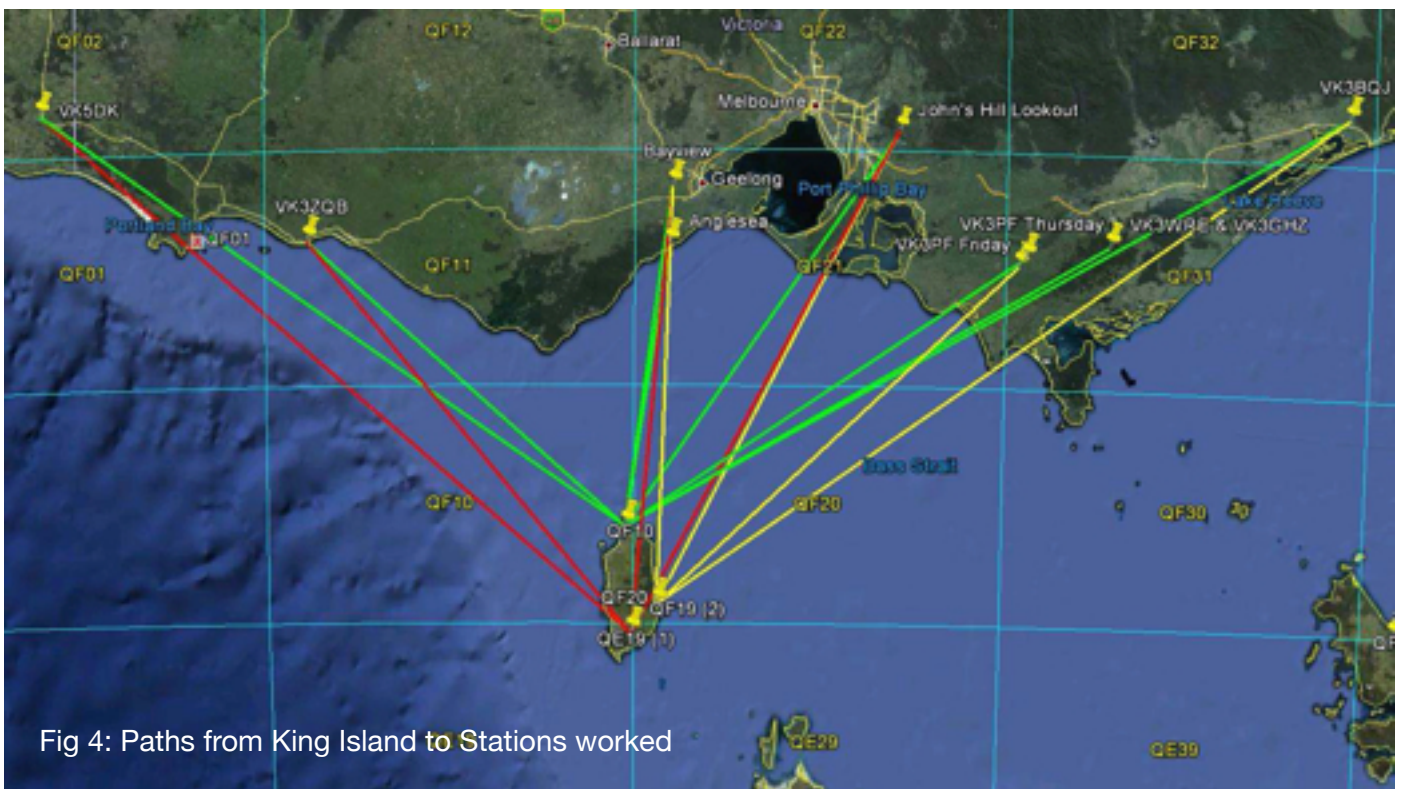 Victoria
QF02
QF12
QF22
QF32
Ballarat
Melbourne
VK3BQJ
VK5DK
John's Hill Lookout
Bayview
Geelong
Port Phillip Bay
Lake Reeve
VK3ZQB
Anglesea
VK3PF Thursday
VK3WRE & VK3GHZ
Portland Bay
VK3PF Friday
QF01
QF11
QF21
QF31
Bass Strait
QF10
QF20
QF30
QF10
QF20
QF19 (2)
QE19 (1)
QE29
QE39
Fig 4: Paths from King Island to Stations worked